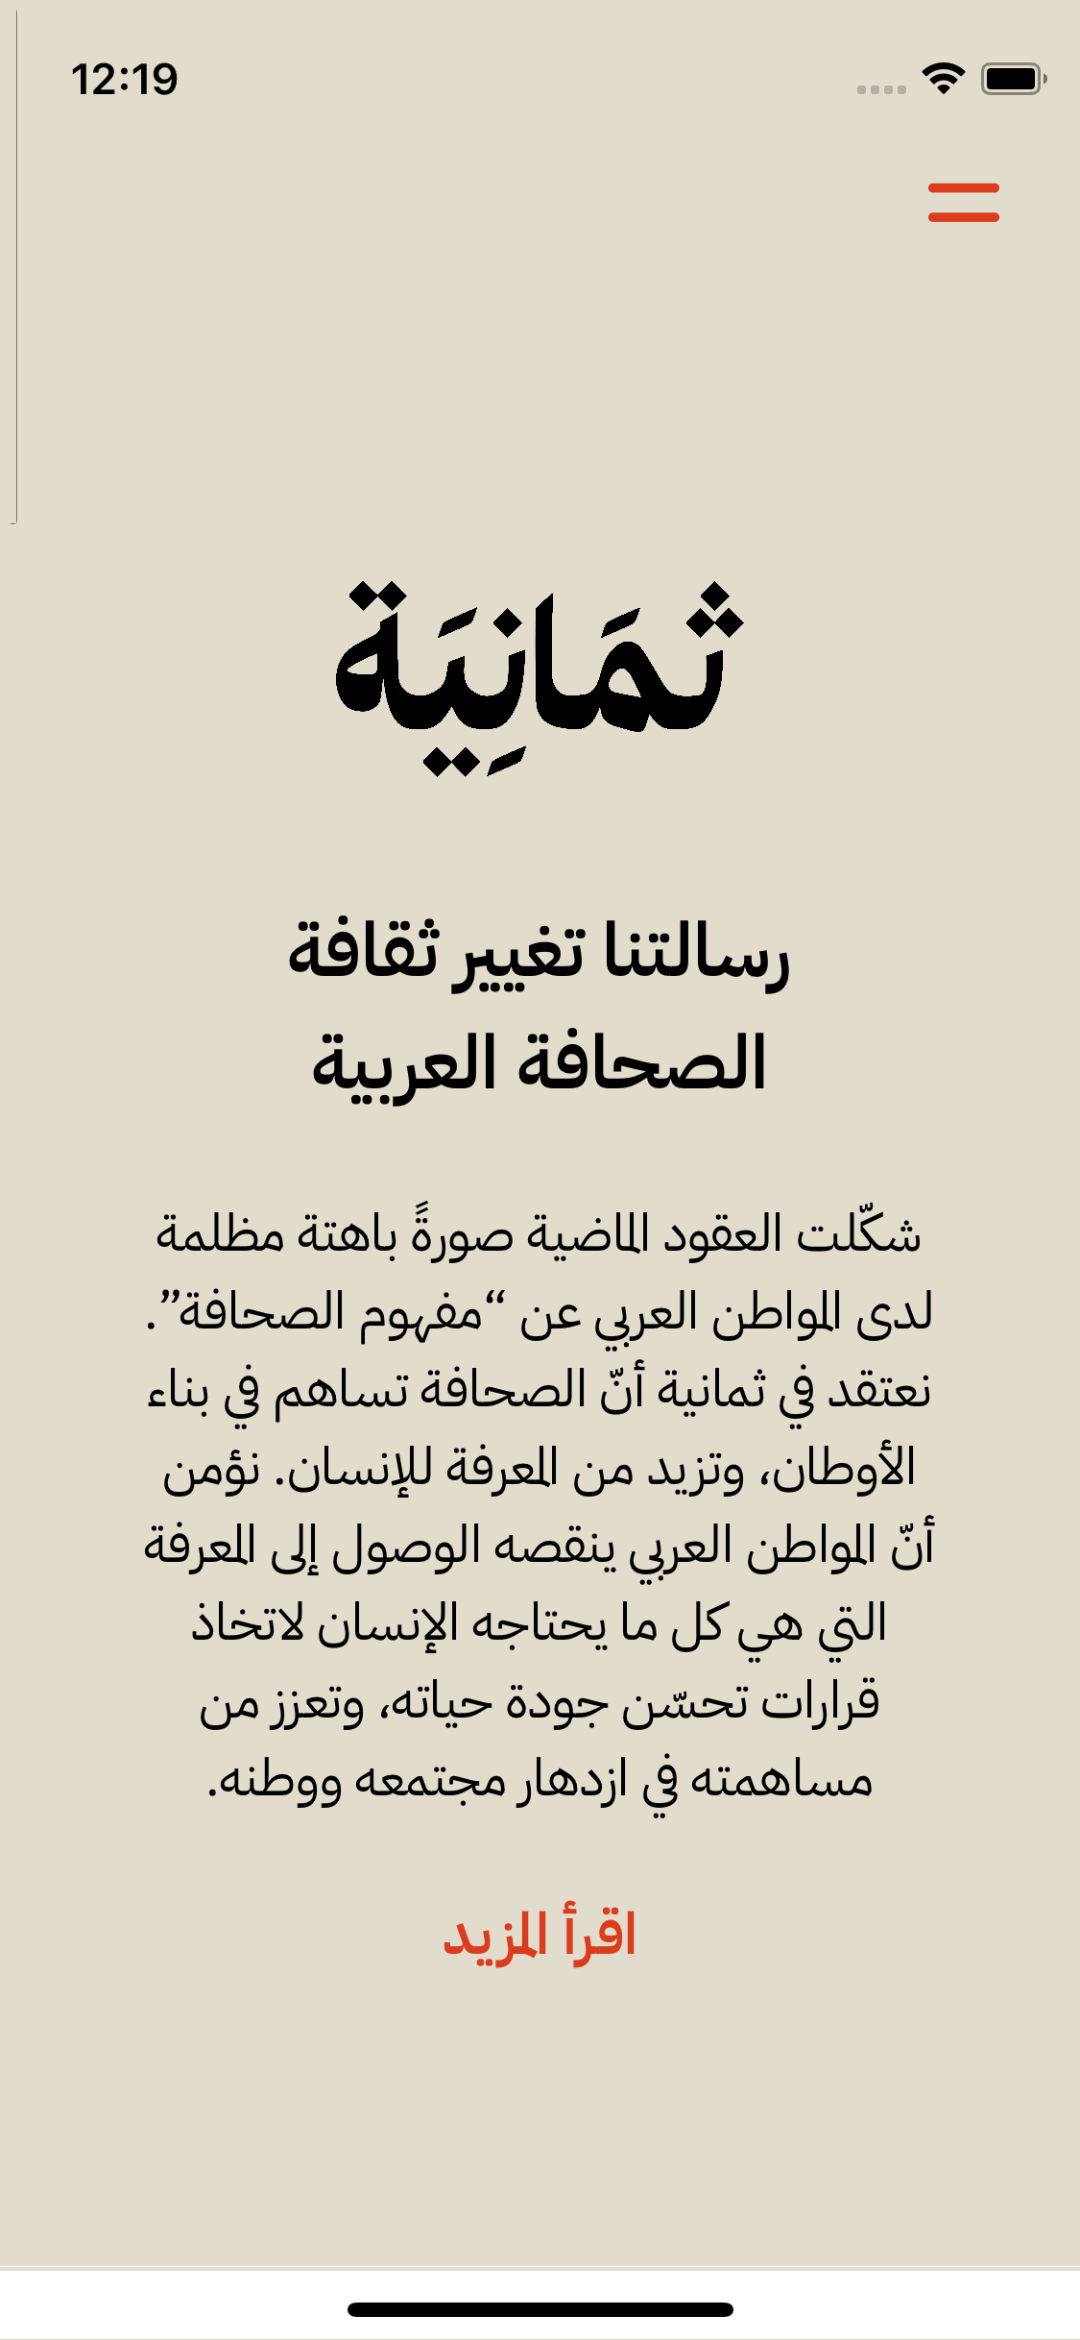 12:19
ثمَانِيَة
رسالتنا تغيير ثقافة
الصحافة العربية
شكّلت العقود الماضية صورةً باهتة مظلمة
لدى المواطن العربي عن “مفهوم الصحافة”.
نعتقد في ثمانية أنّ الصحافة تساهم في بناء
الأوطان، وتزيد من المعرفة للإنسان. نؤمن
أنّ المواطن العربي ينقصه الوصول إلى المعرفة
التي هي كل ما يحتاجه الإنسان لاتخاذ
قرارات تحسّن جودة حياته، وتعزز من
مساهمته في ازدهار مجتمعه ووطنه.
اقرأ المزيد